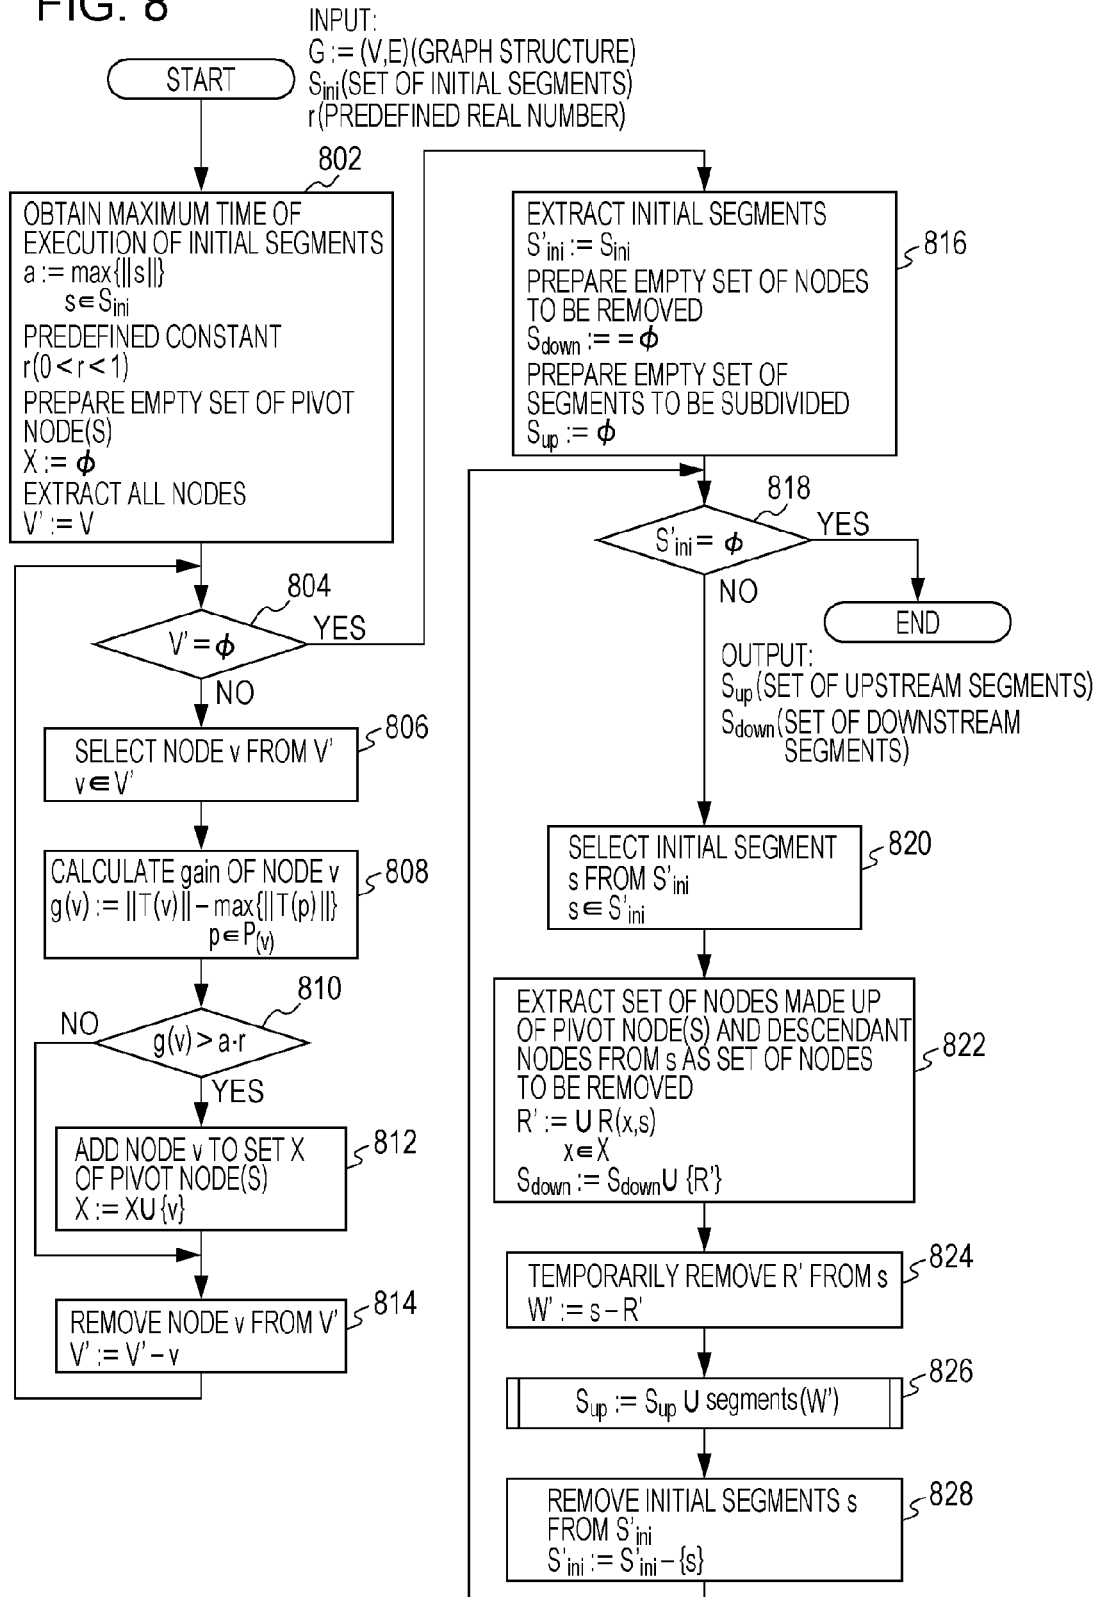 FIG. 8
INPUT:
G := (V,E)(GRAPH STRUCTURE)
Sini(SET OF INITIAL SEGMENTS)
r(PREDEFINED REAL NUMBER)
START
802
OBTAIN MAXIMUM TIME OF
EXECUTION OF INITIAL SEGMENTS
a := max{||s||}
s∈Sini
PREDEFINED CONSTANT
r(0<r<1)
PREPARE EMPTY SET OF PIVOT
NODE(S)
X := ϕ
EXTRACT ALL NODES
V' := V
804
V' = ϕ
YES
NO
806
SELECT NODE v FROM V'
v∈V'
808
CALCULATE gain OF NODE v
g(v) := ||T(v)|| – max{||T(p)||}
p∈P(v)
810
NO
g(v) > a·r
YES
812
ADD NODE v TO SET X
OF PIVOT NODE(S)
X := X∪{v}
814
REMOVE NODE v FROM V'
V' := V' – v
816
EXTRACT INITIAL SEGMENTS
S'ini := Sini
PREPARE EMPTY SET OF NODES
TO BE REMOVED
Sdown := = ϕ
PREPARE EMPTY SET OF
SEGMENTS TO BE SUBDIVIDED
Sup := ϕ
818
S'ini = ϕ
YES
NO
END
OUTPUT:
Sup(SET OF UPSTREAM SEGMENTS)
Sdown(SET OF DOWNSTREAM
SEGMENTS)
820
SELECT INITIAL SEGMENT
s FROM S'ini
s∈S'ini
822
EXTRACT SET OF NODES MADE UP
OF PIVOT NODE(S) AND DESCENDANT
NODES FROM s AS SET OF NODES
TO BE REMOVED
R' := ∪ R(x,s)
x∈X
Sdown := Sdown∪ {R'}
824
TEMPORARILY REMOVE R' FROM s
W' := s – R'
826
Sup := Sup ∪ segments(W')
828
REMOVE INITIAL SEGMENTS s
FROM S'ini
S'ini := S'ini – {s}